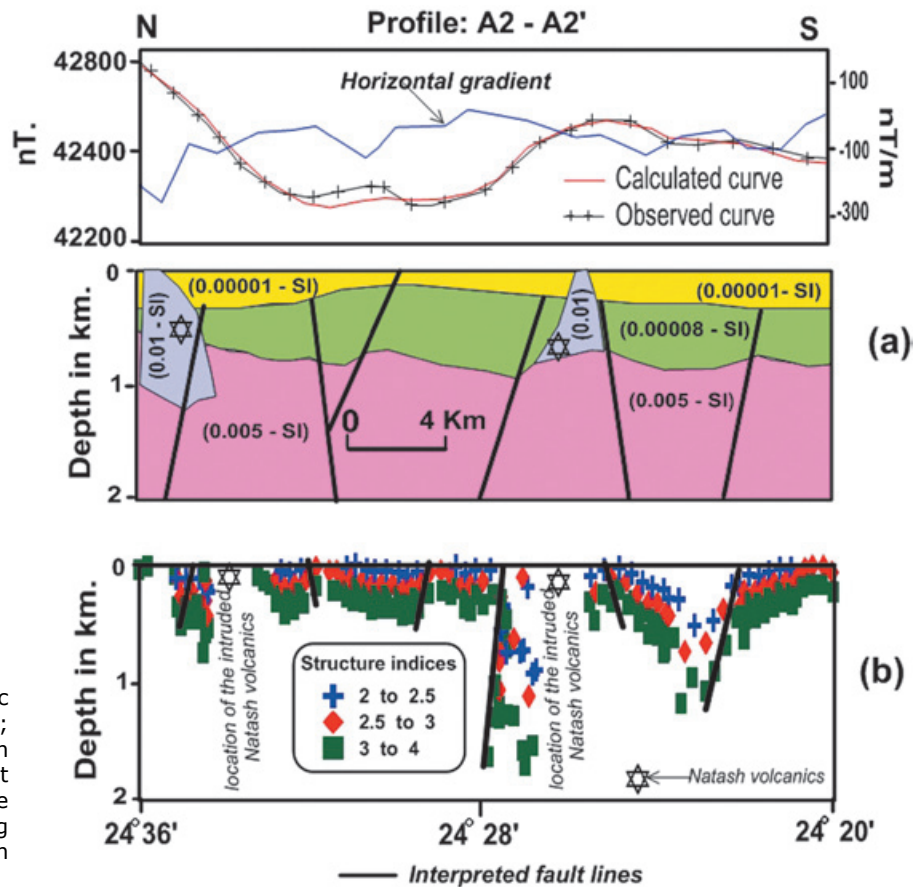 Profile: A2 - A2'
N
S
42800
42400
42200
nT.
Horizontal gradient
100
-100
-300
nT/m
Calculated curve
Observed curve
0
1
2
Depth in km.
(0.01 - SI)
(0.00001 - SI)
(0.01)
(0.00001- SI)
(0.00008 - SI)
(0.005 - SI)
(0.005 - SI)
0 4 Km
(a)
0
1
2
Depth in km.
location of the intruded
Natash volcanics
Structure indices
2 to 2.5
2.5 to 3
3 to 4
location of the intruded
Natash volcanics
Natash volcanics
(b)
24° 36'
24° 28'
24° 20'
Interpreted fault lines
c
;
n
t
e
g
n